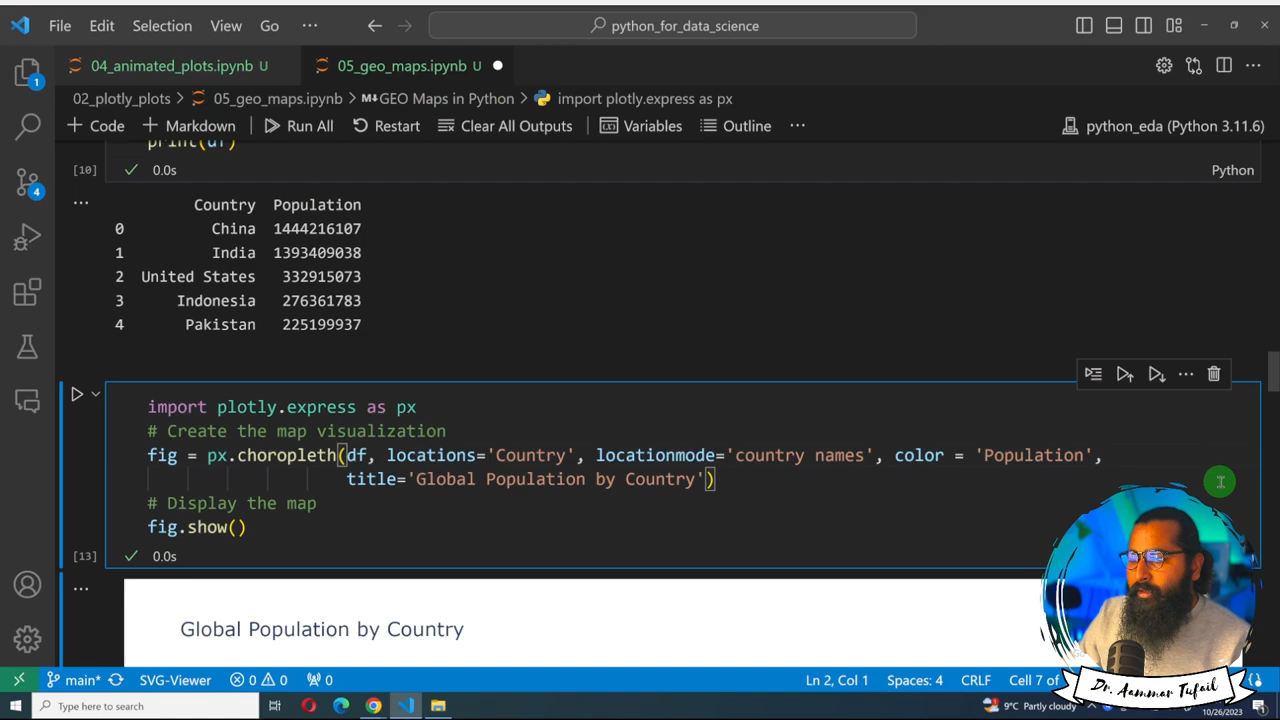 File Edit Selection View Go ··· python_for_data_science
04_animated_plots.ipynb U 05_geo_maps.ipynb U
02_plotly_plots > 05_geo_maps.ipynb > M↓GEO Maps in Python > import plotly.express as px
+ Code + Markdown Run All Restart Clear All Outputs Variables Outline ··· python_eda (Python 3.11.6)
print(df)
[10] 0.0s Python
Country Population
0 China 1444216107
1 India 1393409038
2 United States 332915073
3 Indonesia 276361783
4 Pakistan 225199937
import plotly.express as px
# Create the map visualization
fig = px.choropleth(df, locations='Country', locationmode='country names', color = 'Population',
title='Global Population by Country')
# Display the map
fig.show()
[13] 0.0s
Global Population by Country
main* SVG-Viewer 0 0 0 Ln 2, Col 1 Spaces: 4 CRLF Cell 7 of
Dr. Aammar Tufail
Type here to search 9°C Partly cloudy 10/26/2023
1
4